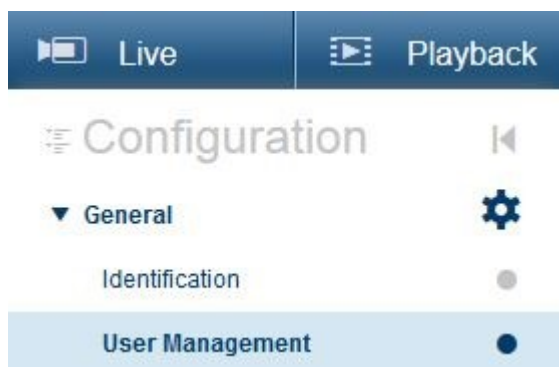 Live Playback
Configuration
General
Identification
User Management